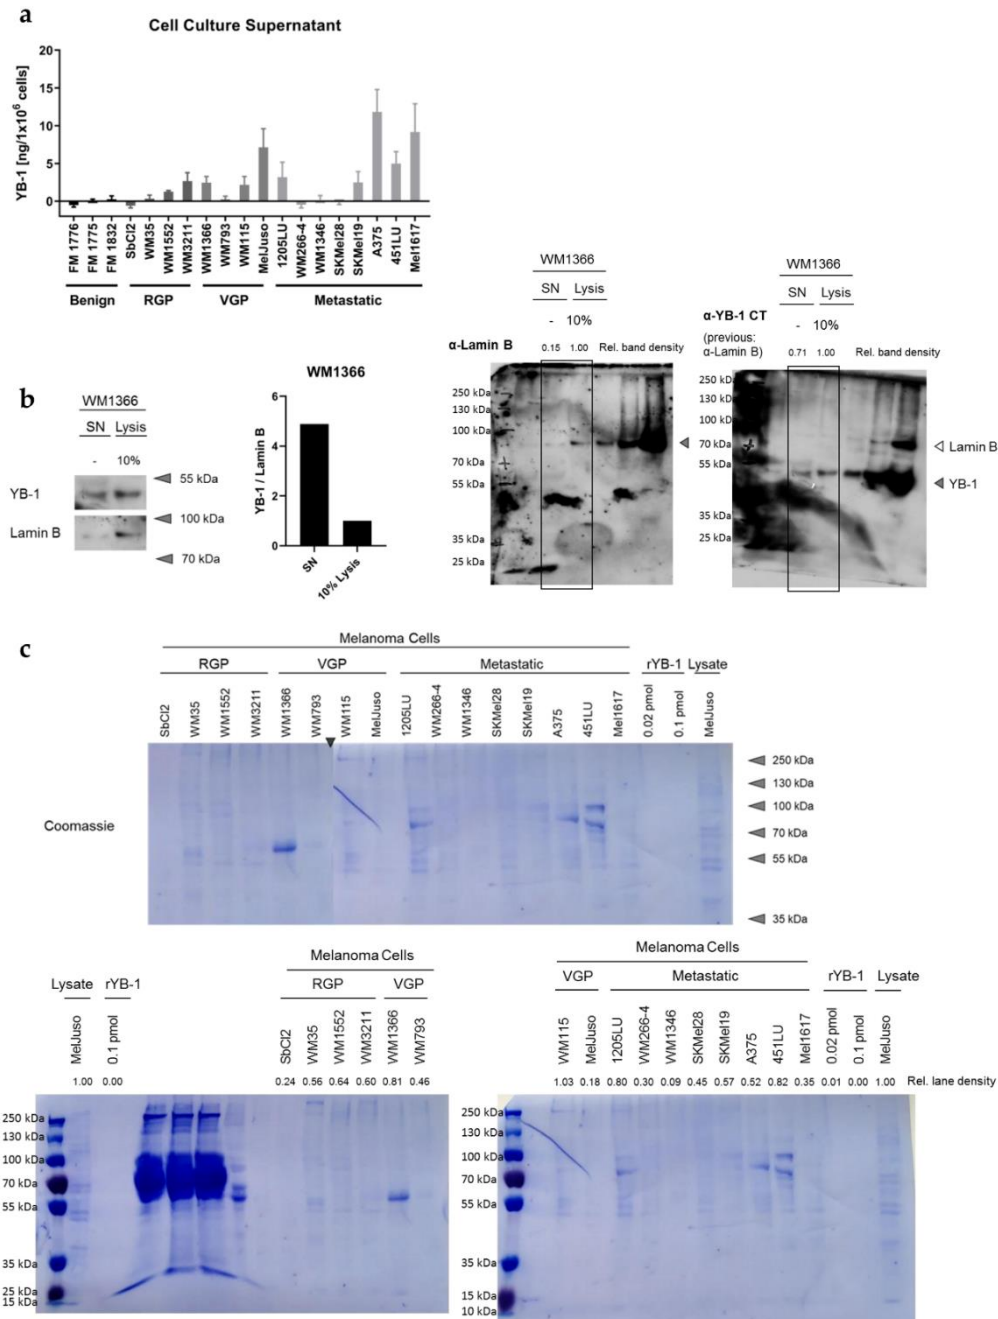 a
Cell Culture Supernatant
YB-1 [ng/1x10⁶ cells]
20
15
10
5
0
FM 1776
FM 1775
FM 1832
SbCl2
WM35
WM1552
WM3211
WM1366
WM793
WM115
MelJuso
1205LU
WM266-4
WM1346
SKMel28
SKMel19
A375
451LU
Mel1617
Benign
RGP
VGP
Metastatic
b
WM1366
SN Lysis
- 10%
YB-1
Lamin B
55 kDa
100 kDa
70 kDa
WM1366
YB-1 / Lamin B
6
4
2
0
SN
10% Lysis
WM1366
SN Lysis
- 10%
α-Lamin B 0.15 1.00 Rel. band density
250 kDa
130 kDa
100 kDa
70 kDa
55 kDa
35 kDa
25 kDa
WM1366
SN Lysis
α-YB-1 CT
- 10%
(previous:
α-Lamin B) 0.71 1.00 Rel. band density
250 kDa
130 kDa
100 kDa
70 kDa
55 kDa
35 kDa
25 kDa
Lamin B
YB-1
c
Melanoma Cells
RGP VGP Metastatic rYB-1 Lysate
SbCl2
WM35
WM1552
WM3211
WM1366
WM793
WM115
MelJuso
1205LU
WM266-4
WM1346
SKMel28
SKMel19
A375
451LU
Mel1617
0.02 pmol
0.1 pmol
MelJuso
Coomassie
250 kDa
130 kDa
100 kDa
70 kDa
55 kDa
35 kDa
Melanoma Cells
Lysate rYB-1 RGP VGP
MelJuso
0.1 pmol
SbCl2
WM35
WM1552
WM3211
WM1366
WM793
1.00 0.00 0.24 0.56 0.64 0.60 0.81 0.46
250 kDa
130 kDa
100 kDa
70 kDa
55 kDa
35 kDa
25 kDa
15 kDa
Melanoma Cells
VGP Metastatic rYB-1 Lysate
WM115
MelJuso
1205LU
WM266-4
WM1346
SKMel28
SKMel19
A375
451LU
Mel1617
0.02 pmol
0.1 pmol
MelJuso
1.03 0.18 0.80 0.30 0.09 0.45 0.57 0.52 0.82 0.35 0.01 0.00 1.00 Rel. lane density
250 kDa
130 kDa
100 kDa
70 kDa
55 kDa
35 kDa
15 kDa
10 kDa